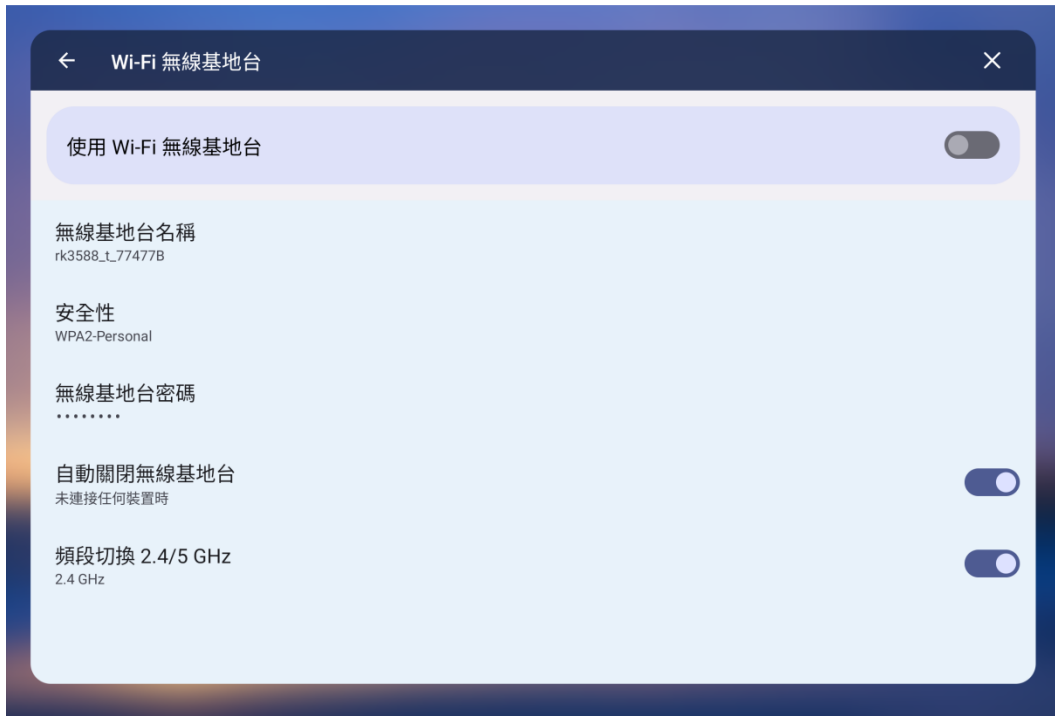 Wi-Fi 無線基地台
使用 Wi-Fi 無線基地台
無線基地台名稱
rk3588_t_77477B
安全性
WPA2-Personal
無線基地台密碼
••••••••
自動關閉無線基地台
未連接任何裝置時
頻段切換 2.4/5 GHz
2.4 GHz